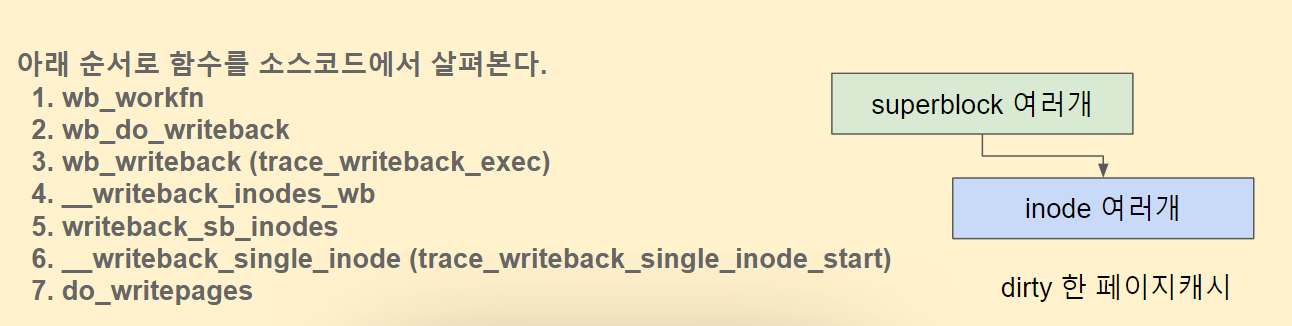 아래 순서로 함수를 소스코드에서 살펴본다.
1. wb_workfn
2. wb_do_writeback
3. wb_writeback (trace_writeback_exec)
4. __writeback_inodes_wb
5. writeback_sb_inodes
6. __writeback_single_inode (trace_writeback_single_inode_start)
7. do_writepages
superblock 여러개
inode 여러개
dirty 한 페이지캐시